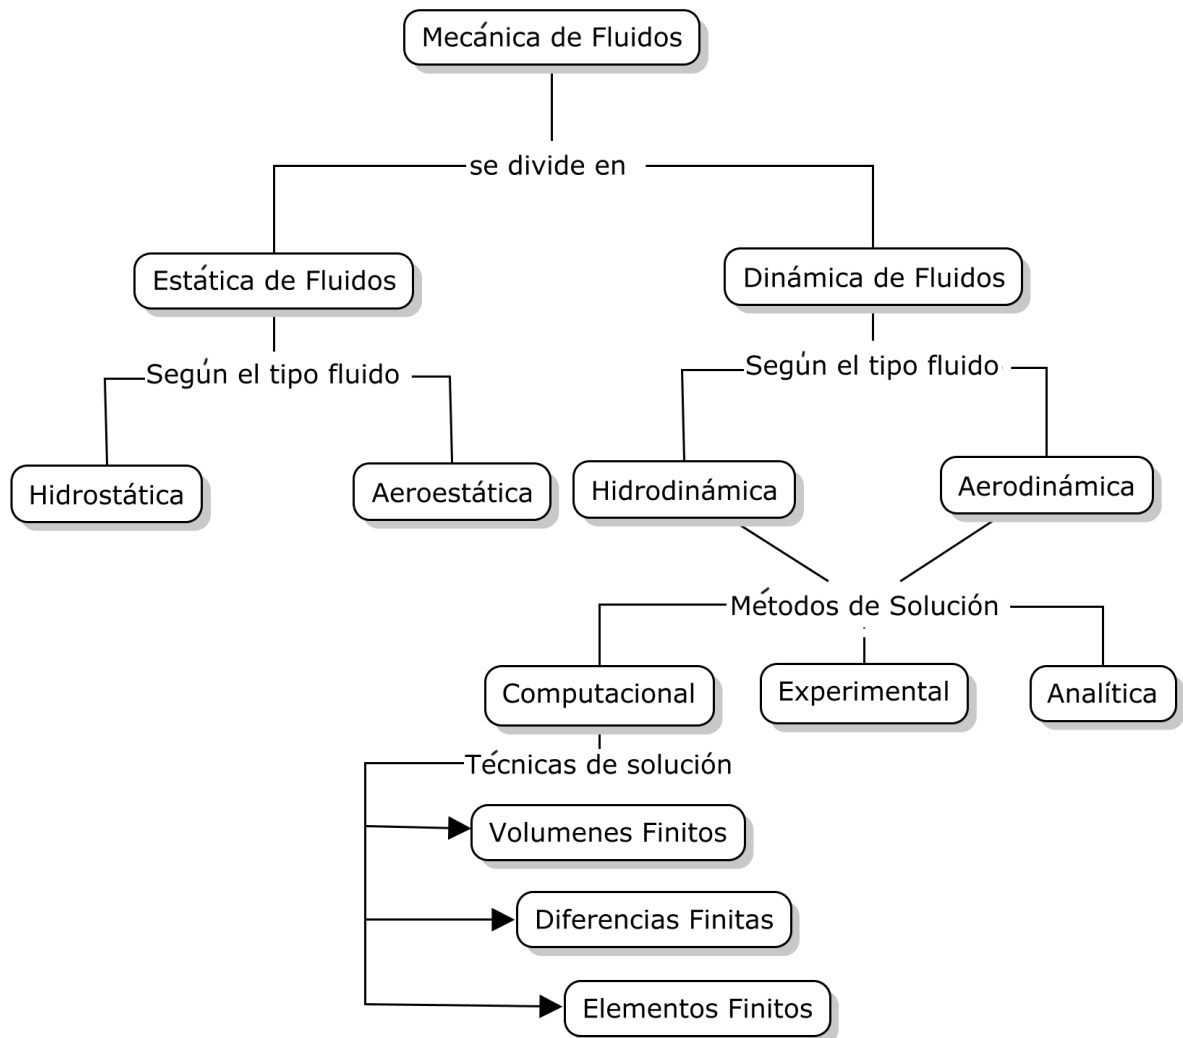 Mecánica de Fluidos
se divide en
Estática de Fluidos
Dinámica de Fluidos
Según el tipo fluido
Según el tipo fluido
Hidrostática
Aeroestática
Hidrodinámica
Aerodinámica
Métodos de Solución
Computacional
Experimental
Analítica
Técnicas de solución
Volumenes Finitos
Diferencias Finitas
Elementos Finitos